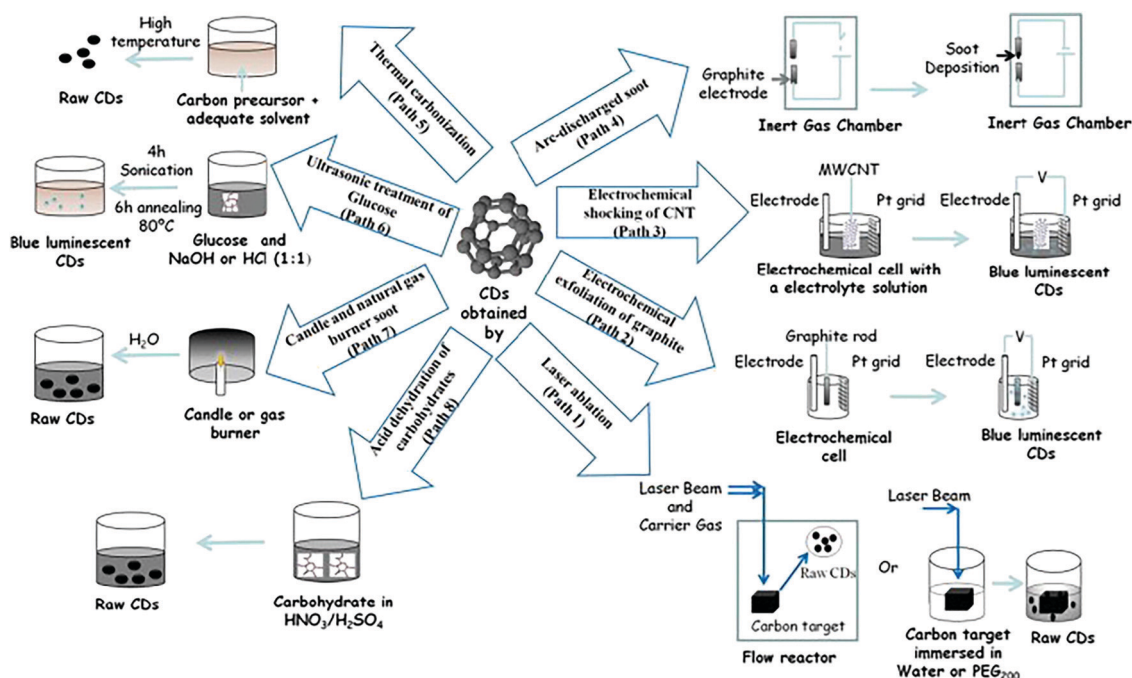 High
temperature
Raw CDs
Carbon precursor +
adequate solvent
Thermal carbonization
(Path 5)
4h
Sonication
6h annealing
80°C
Blue luminescent
CDs
Glucose and
NaOH or HCl (1:1)
Ultrasonic treatment of
Glucose
(Path 6)
H₂O
Raw CDs
Candle or gas
burner
Candle and natural gas
burner soot
(Path 7)
Raw CDs
Carbohydrate in
HNO₃/H₂SO₄
Acid dehydration of
carbohydrates
(Path 8)
CDs
obtained
by
Arc-discharged soot
(Path 4)
Graphite
electrode
Inert Gas Chamber
Soot
Deposition
Inert Gas Chamber
Electrochemical
shocking of CNT
(Path 3)
MWCNT
Electrode
Pt grid
Electrochemical cell with
a electrolyte solution
V
Electrode
Pt grid
Blue luminescent
CDs
Electrochemical
exfoliation of graphite
(Path 2)
Graphite rod
Electrode
Pt grid
Electrochemical
cell
V
Electrode
Pt grid
Blue luminescent
CDs
Laser ablation
(Path 1)
Laser Beam
and
Carrier Gas
Raw CDs
Carbon target
Flow reactor
Or
Laser Beam
Carbon target
immersed in
Water or PEG₂₀₀
Raw CDs